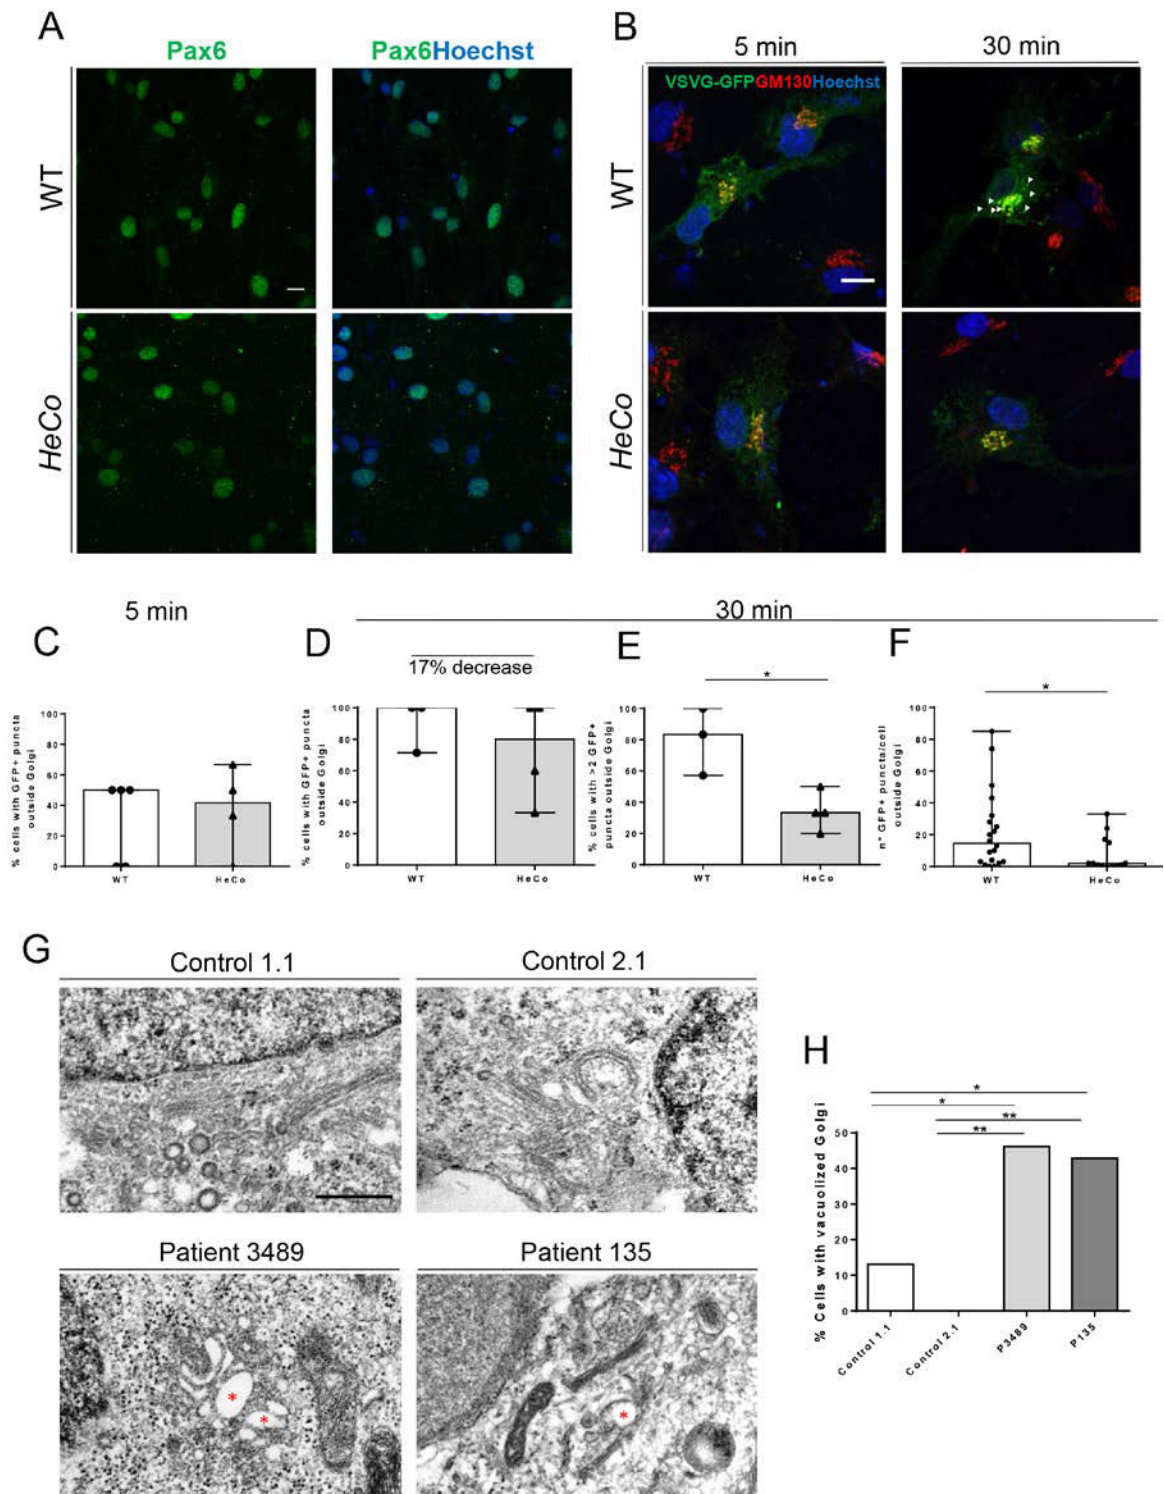 A
Pax6
Pax6Hoechst
WT
HeCo
B
5 min
30 min
VSVG-GFPGM130Hoechst
WT
HeCo
5 min
30 min
C
% cells with GFP+ puncta
outside Golgi
100
80
60
40
20
0
WT
HeCo
D
17% decrease
% cells with GFP+ puncta
outside Golgi
100
80
60
40
20
0
WT
HeCo
E
*
% cells with >2 GFP+
puncta outside Golgi
100
80
60
40
20
0
WT
HeCo
F
*
n° GFP+ puncta/cell
outside Golgi
100
80
60
40
20
0
WT
HeCo
G
Control 1.1
Control 2.1
Patient 3489
Patient 135
*
*
*
H
*
*
**
**
% Cells with vacuolized Golgi
50
40
30
20
10
0
Control 1.1
Control 2.1
P3489
P135